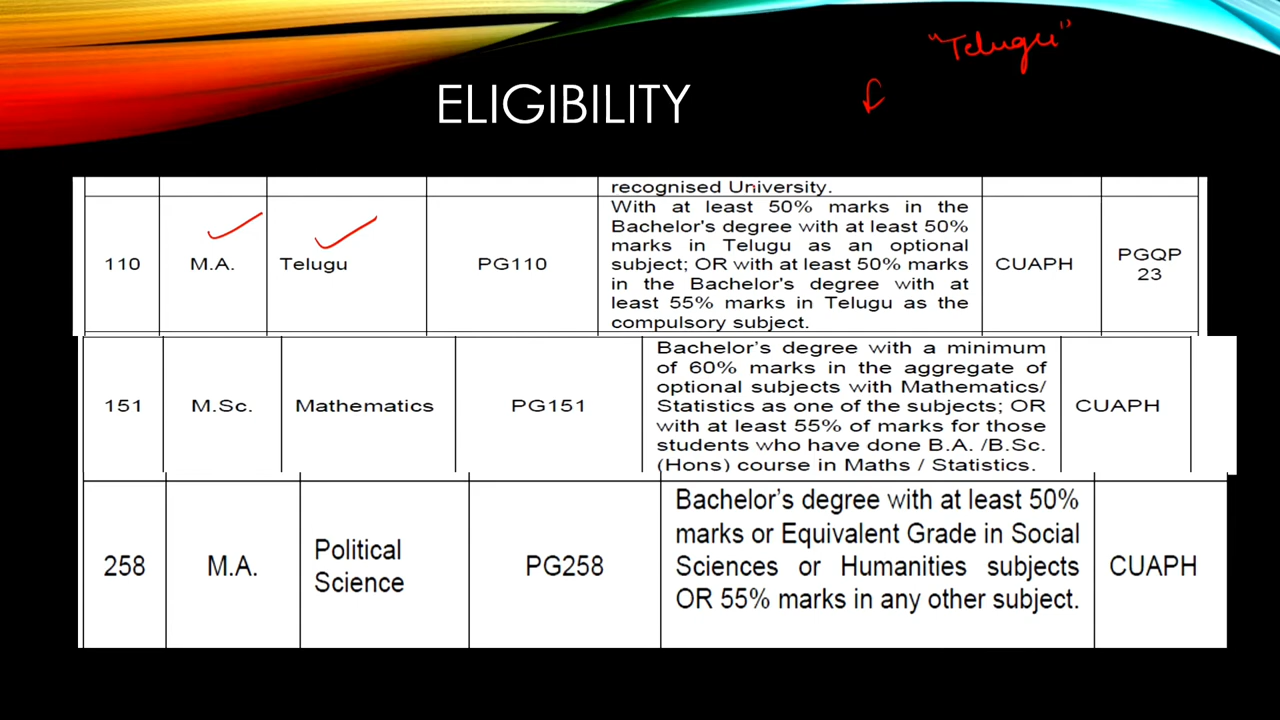 "Telugu"
ELIGIBILITY
recognised University.
110 M.A. Telugu PG110 With at least 50% marks in the
Bachelor's degree with at least 50%
marks in Telugu as an optional
subject; OR with at least 50% marks
in the Bachelor's degree with at
least 55% marks in Telugu as the
compulsory subject.
CUAPH PGQP
23
151 M.Sc. Mathematics PG151 Bachelor's degree with a minimum
of 60% marks in the aggregate of
optional subjects with Mathematics/
Statistics as one of the subjects; OR
with at least 55% of marks for those
students who have done B.A. /B.Sc.
(Hons) course in Maths / Statistics.
CUAPH
258 M.A. Political
Science
PG258 Bachelor's degree with at least 50%
marks or Equivalent Grade in Social
Sciences or Humanities subjects
OR 55% marks in any other subject.
CUAPH